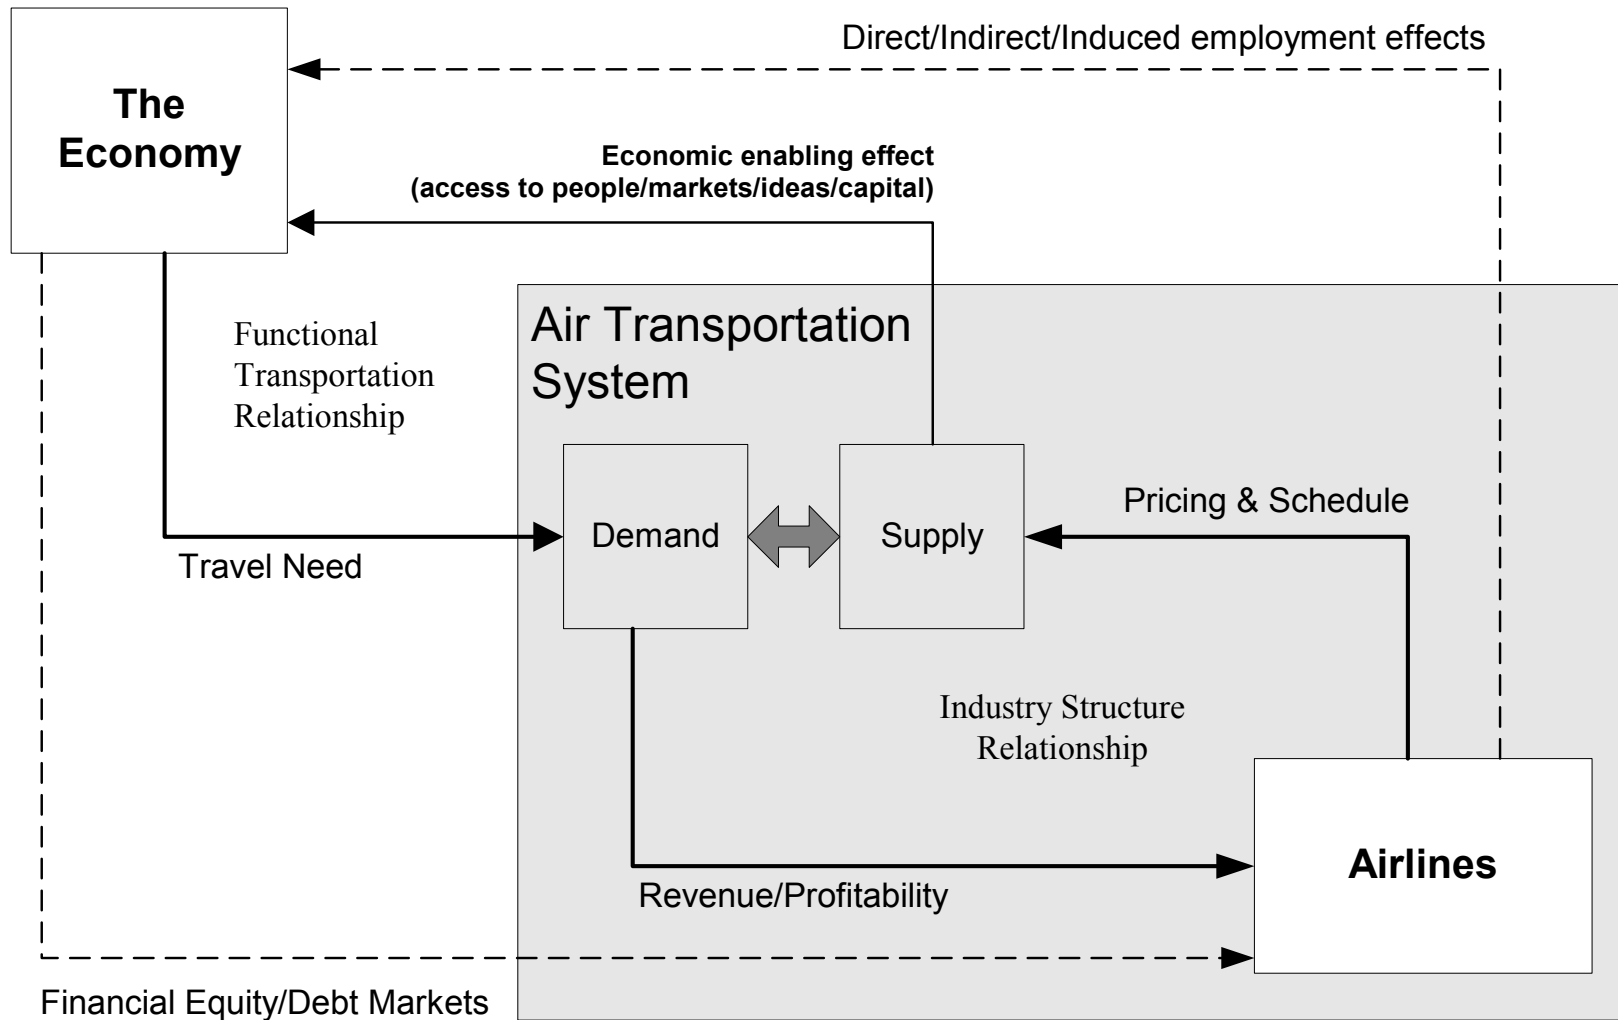 Direct/Indirect/Induced employment effects
The
Economy
Economic enabling effect
(access to people/markets/ideas/capital)
Functional
Transportation
Relationship
Air Transportation
System
Demand
Supply
Pricing & Schedule
Travel Need
Industry Structure
Relationship
Airlines
Revenue/Profitability
Financial Equity/Debt Markets